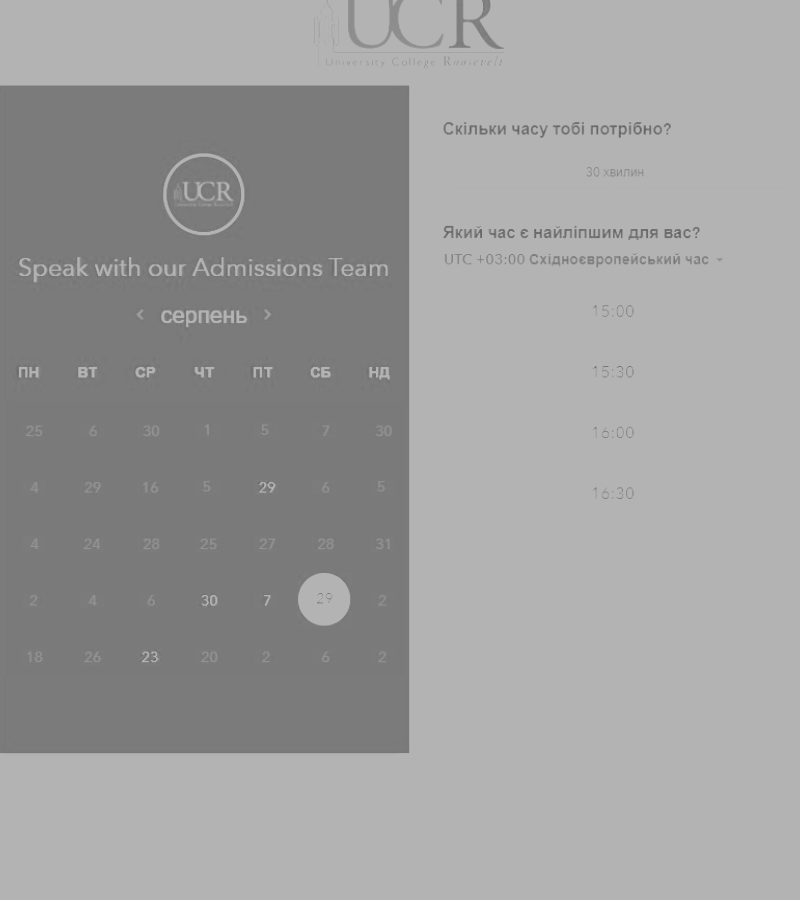 UCR
University College Roosevelt
UCR
Speak with our Admissions Team
серпень
ПН ВТ СР ЧТ ПТ СБ НД
25 6 30 1 5 7 30
4 29 16 5 29 6 5
4 24 28 25 27 28 31
2 4 6 30 7 29 2
18 26 23 20 2 6 2
Скільки часу тобі потрібно?
30 хвилин
Який час є найліпшим для вас?
UTC +03:00 Східноєвропейський час
15:00
15:30
16:00
16:30